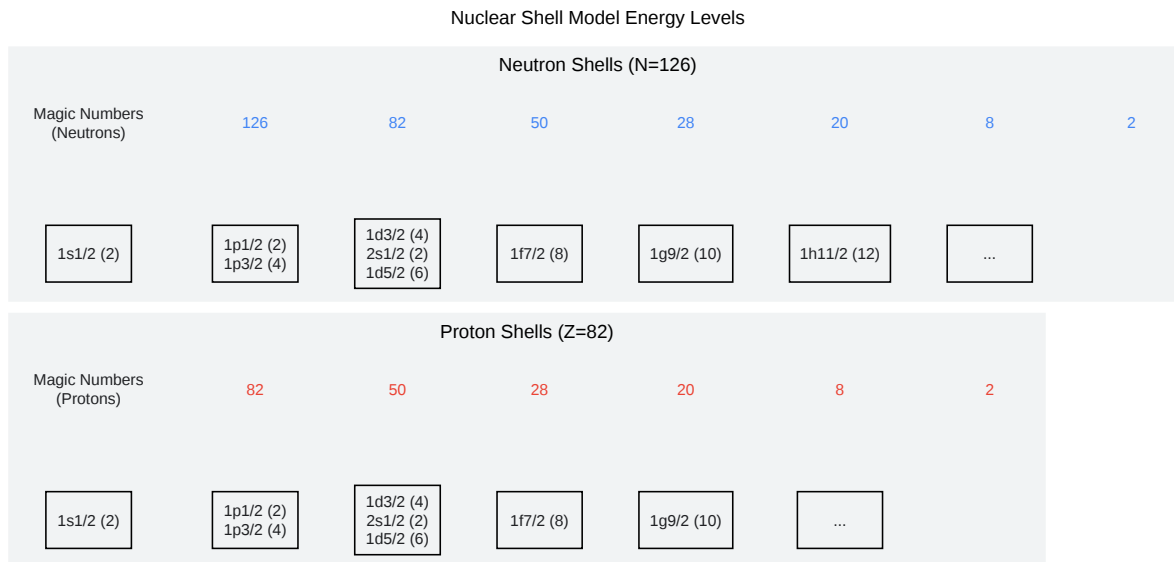 Nuclear Shell Model Energy Levels
Neutron Shells (N=126)
Magic Numbers
(Neutrons)
126
82
50
28
20
8
2
1s1/2 (2)
1p1/2 (2)
1p3/2 (4)
1d3/2 (4)
2s1/2 (2)
1d5/2 (6)
1f7/2 (8)
1g9/2 (10)
1h11/2 (12)
...
Proton Shells (Z=82)
Magic Numbers
(Protons)
82
50
28
20
8
2
1s1/2 (2)
1p1/2 (2)
1p3/2 (4)
1d3/2 (4)
2s1/2 (2)
1d5/2 (6)
1f7/2 (8)
1g9/2 (10)
...